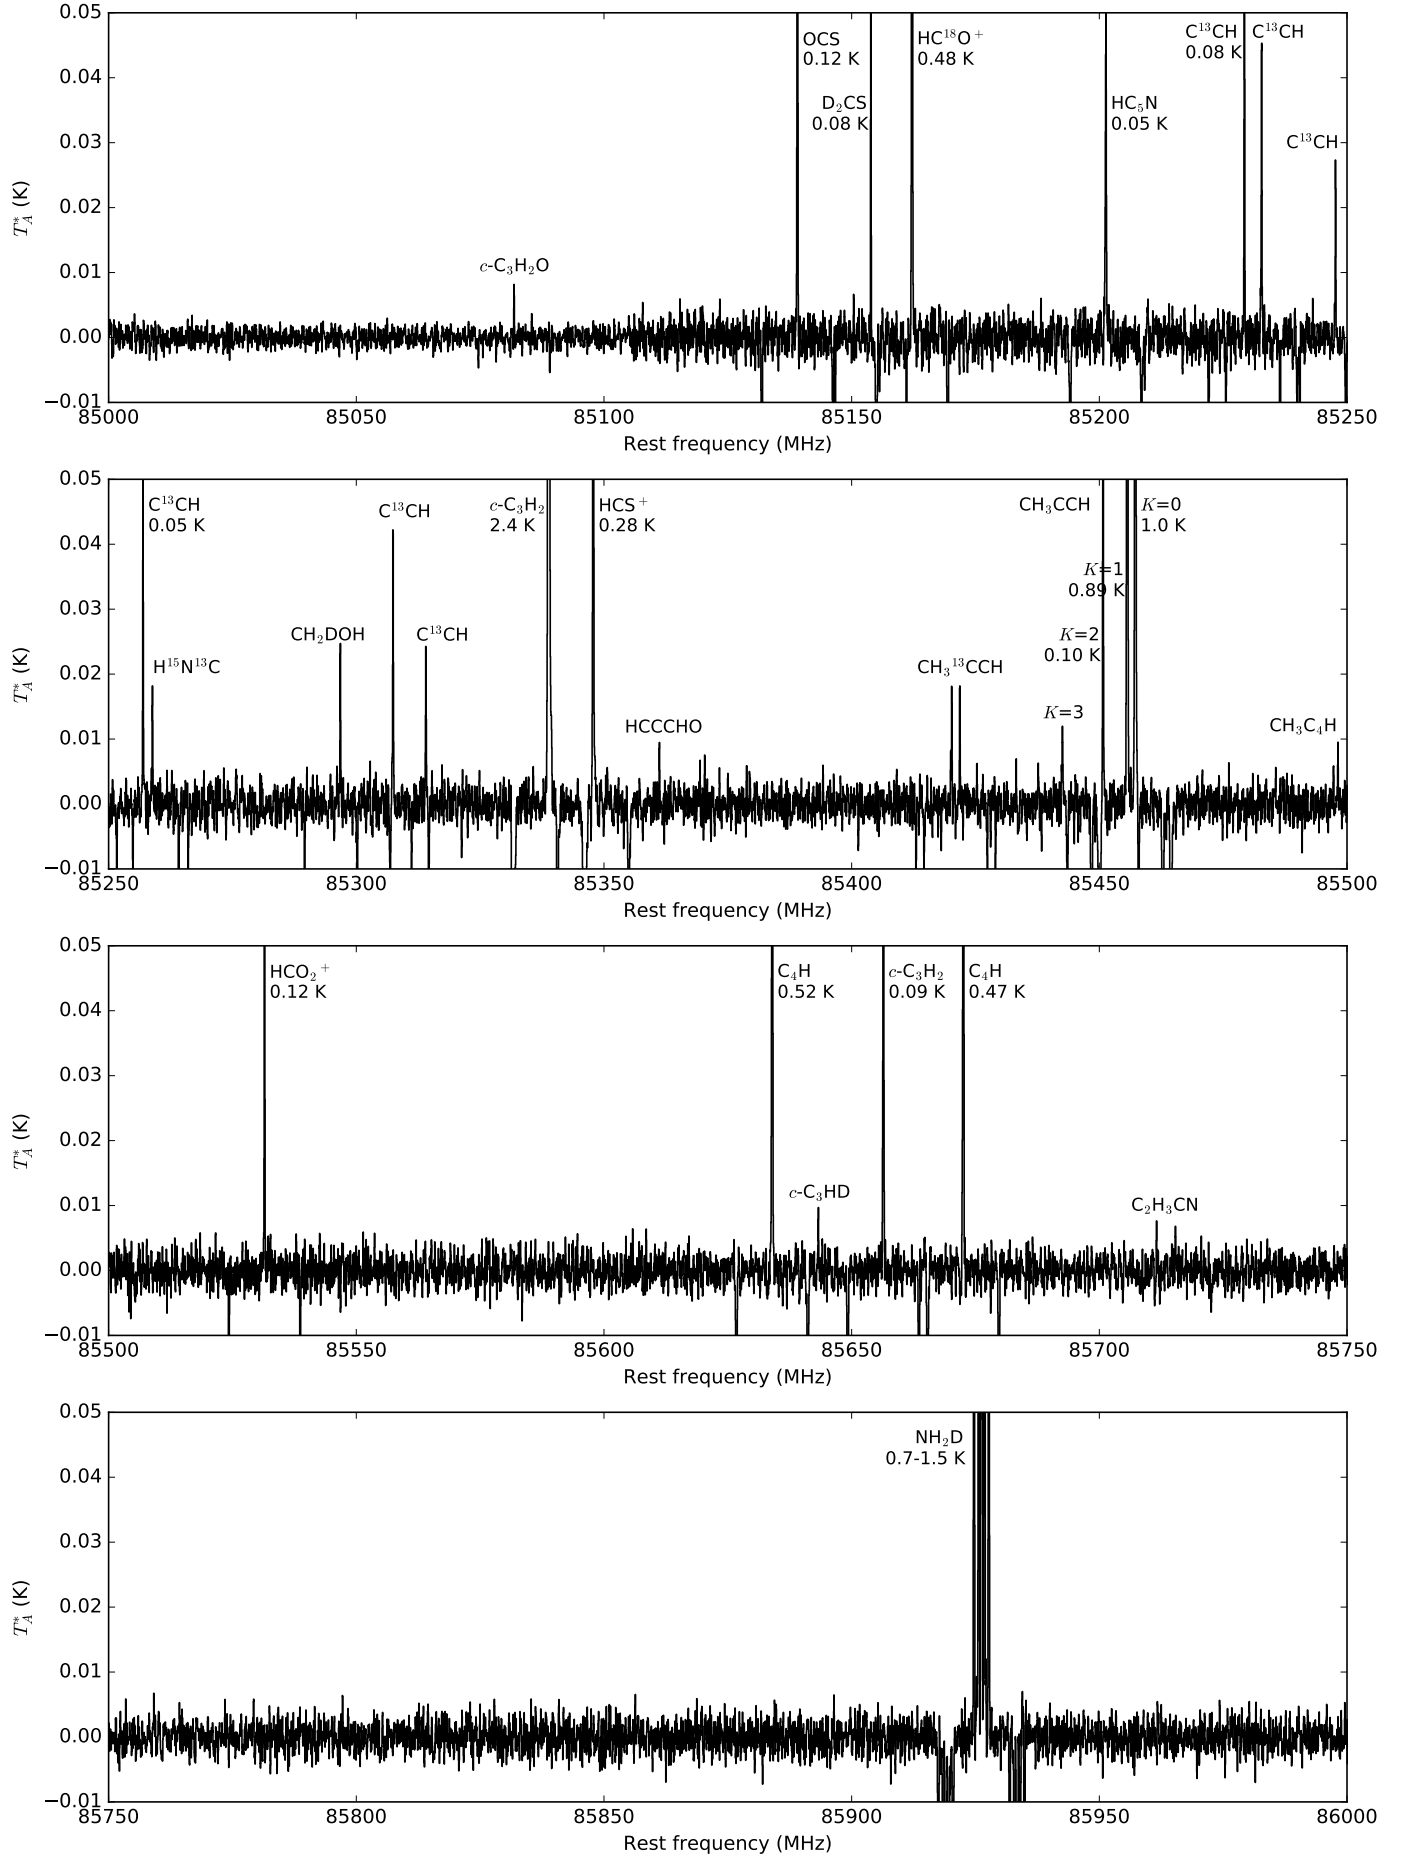 0.05
OCS
0.12 K
HC¹⁸O⁺
0.48 K
C¹³CH
0.08 K
C¹³CH
0.04
D₂CS
0.08 K
HC₅N
0.05 K
0.03
C¹³CH
0.02
0.01
c-C₃H₂O
0.00
−0.01
T*A (K)
85000 85050 85100 85150 85200 85250
Rest frequency (MHz)
0.05
C¹³CH
0.05 K
C¹³CH
c-C₃H₂
2.4 K
HCS⁺
0.28 K
CH₃CCH
K=0
1.0 K
0.04
K=1
0.89 K
0.03
CH₂DOH
C¹³CH
K=2
0.10 K
H¹⁵N¹³C
CH₃¹³CCH
0.02
K=3
HCCCHO
CH₃C₄H
0.01
0.00
−0.01
T*A (K)
85250 85300 85350 85400 85450 85500
Rest frequency (MHz)
0.05
HCO₂⁺
0.12 K
C₄H
0.52 K
c-C₃H₂
0.09 K
C₄H
0.47 K
0.04
0.03
0.02
c-C₃HD
C₂H₃CN
0.01
0.00
−0.01
T*A (K)
85500 85550 85600 85650 85700 85750
Rest frequency (MHz)
0.05
NH₂D
0.7-1.5 K
0.04
0.03
0.02
0.01
0.00
−0.01
T*A (K)
85750 85800 85850 85900 85950 86000
Rest frequency (MHz)